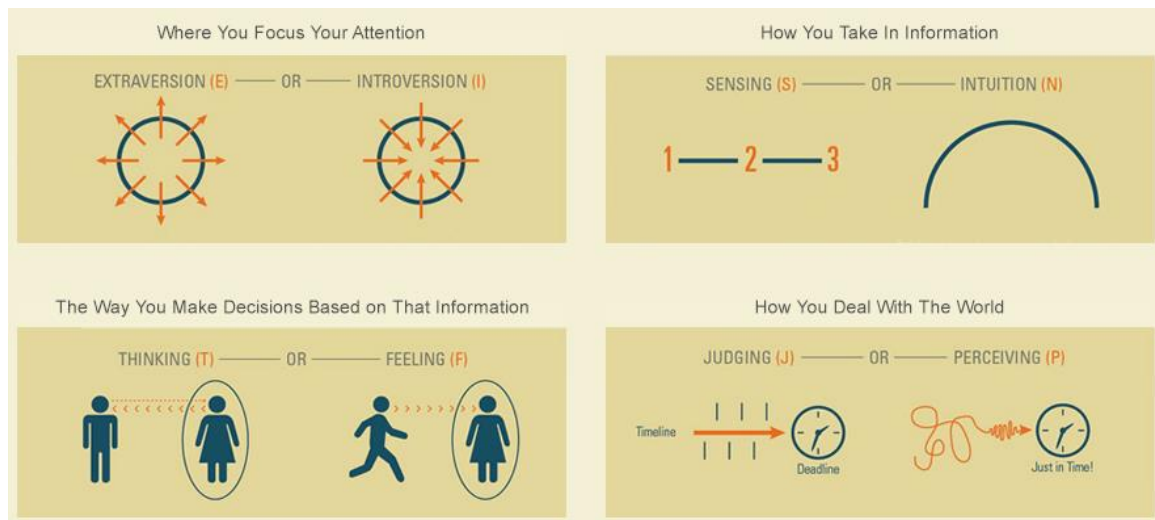 Where You Focus Your Attention
EXTRAVERSION (E) OR INTROVERSION (I)
How You Take In Information
SENSING (S) OR INTUITION (N)
1 2 3
The Way You Make Decisions Based on That Information
THINKING (T) OR FEELING (F)
How You Deal With The World
JUDGING (J) OR PERCEIVING (P)
Timeline
Deadline
Just in Time!